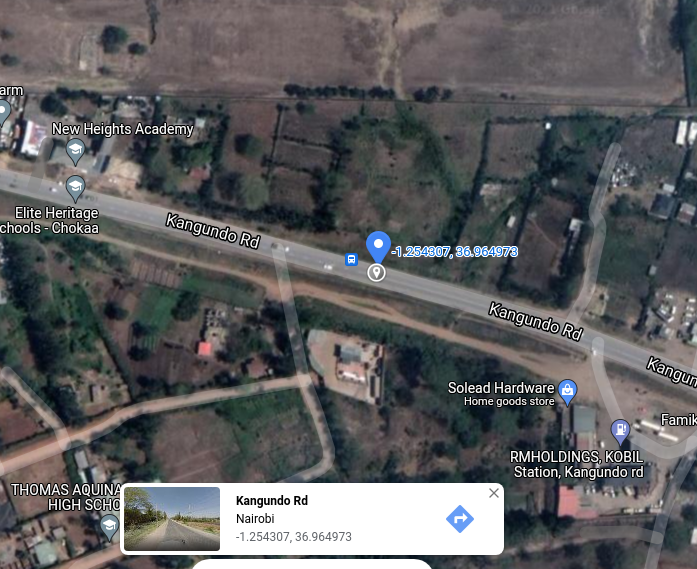 arm
New Heights Academy
Elite Heritage
chools - Chokaa
Kangundo Rd
-1.254307, 36.964973
Kangundo Rd
Kangun
Solead Hardware
Home goods store
Famik
RMHOLDINGS, KOBIL
Station, Kangundo rd
THOMAS AQUINA
HIGH SCHO
Kangundo Rd
Nairobi
-1.254307, 36.964973